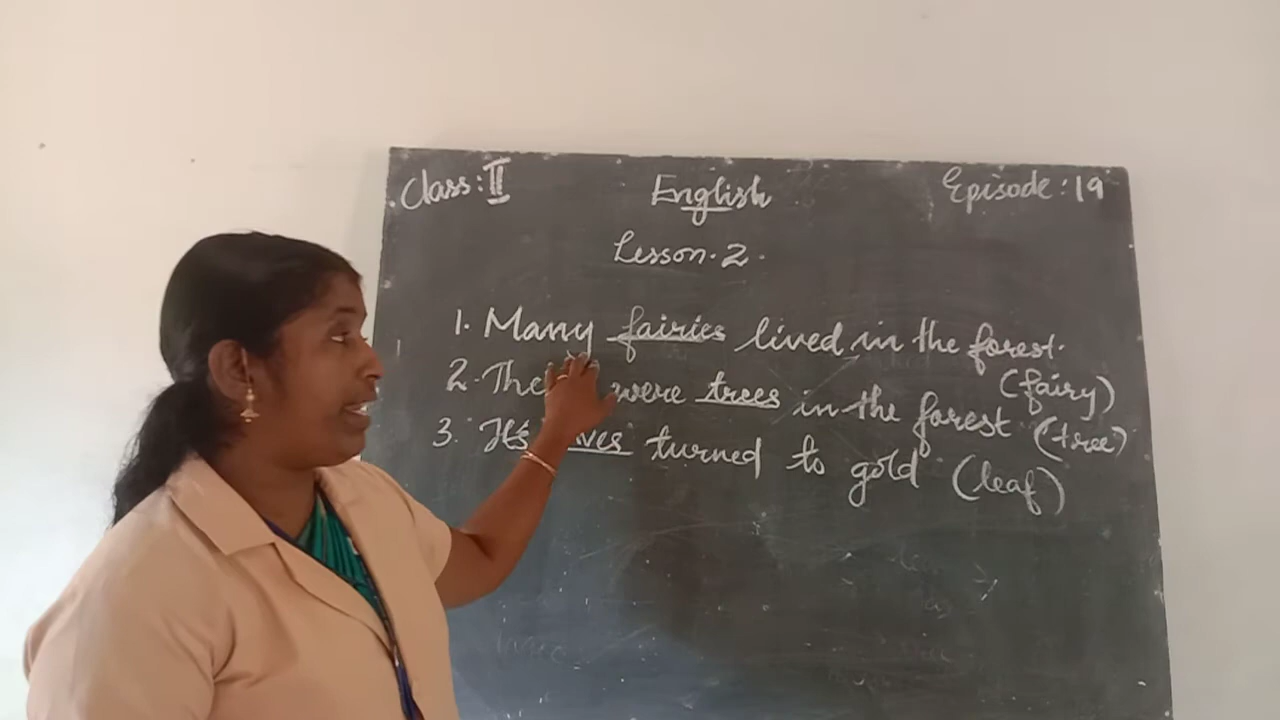 Class: II English Episode: 19
Lesson. 2.
1. Many fairies lived in the forest.
(fairy)
2. were trees in the forest (tree)
3. It's turned to gold (leaf)